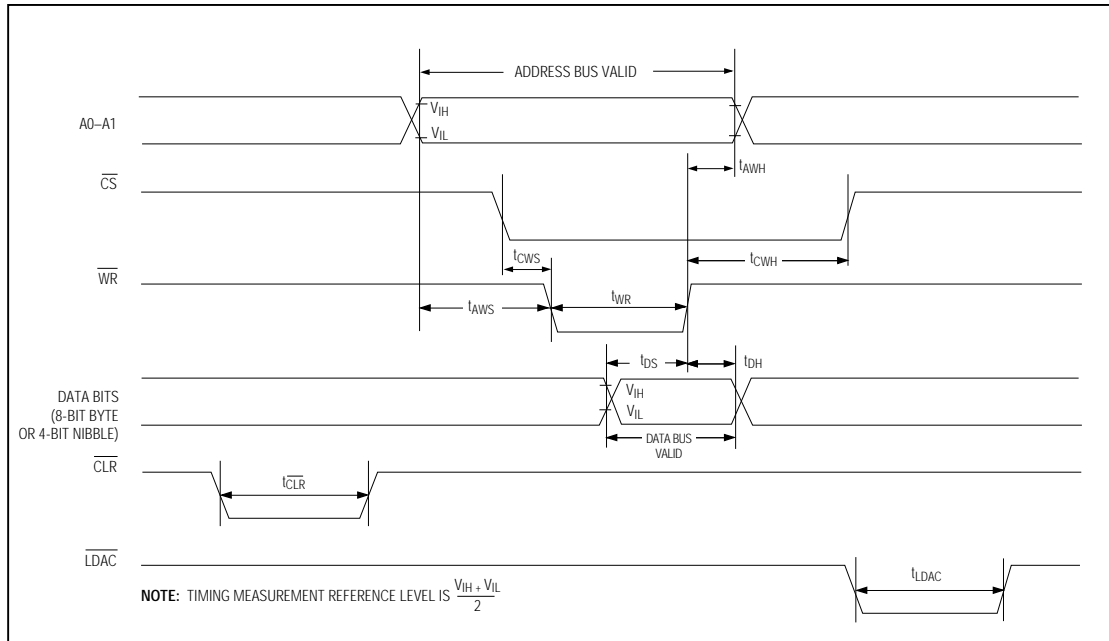 ADDRESS BUS VALID
A0–A1
VIH
VIL
tAWH
CS
tCWS
tCWH
WR
tAWS
tWR
tDS
tDH
DATA BITS
(8-BIT BYTE
OR 4-BIT NIBBLE)
VIH
VIL
DATA BUS
VALID
CLR
tCLR
LDAC
tLDAC
NOTE: TIMING MEASUREMENT REFERENCE LEVEL IS VIH + VIL
2